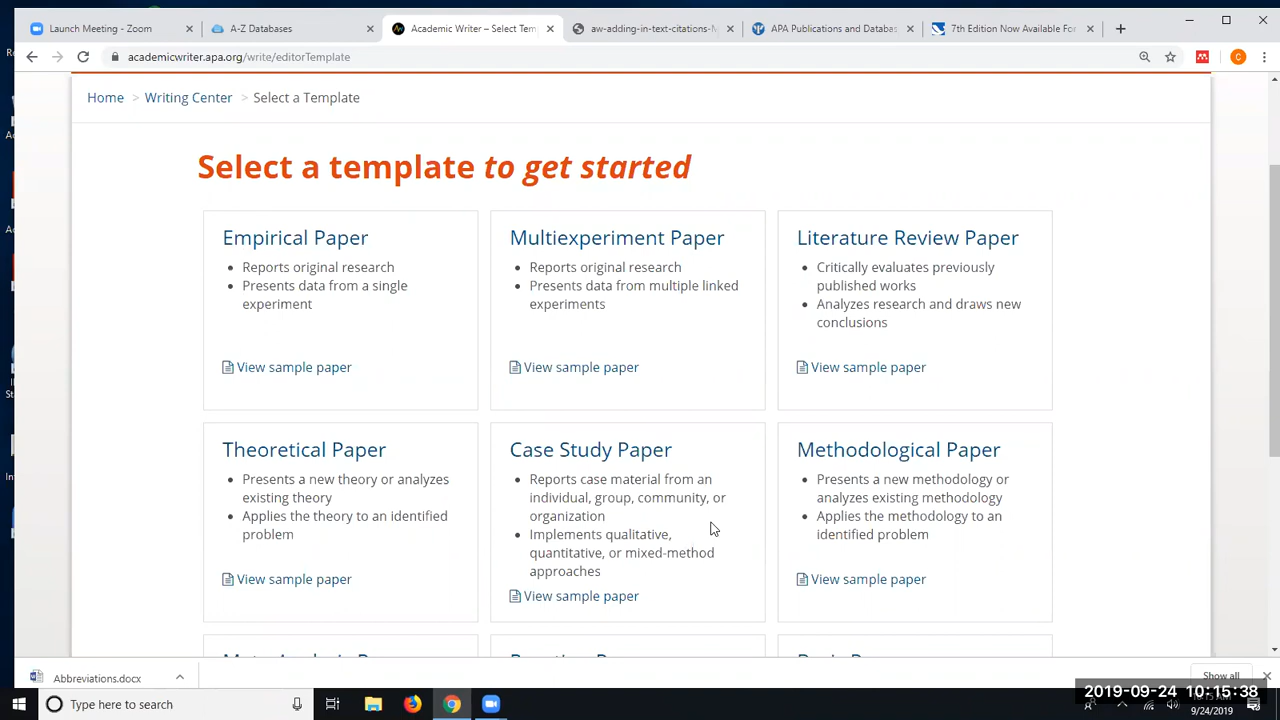 Launch Meeting - Zoom
A-Z Databases
Academic Writer – Select Tem
aw-adding-in-text-citations-
APA Publications and Databas
7th Edition Now Available For
academicwriter.apa.org/write/editorTemplate
C
Home > Writing Center > Select a Template
Select a template to get started
Empirical Paper
Reports original research
Presents data from a single
experiment
View sample paper
Multiexperiment Paper
Reports original research
Presents data from multiple linked
experiments
View sample paper
Literature Review Paper
Critically evaluates previously
published works
Analyzes research and draws new
conclusions
View sample paper
Theoretical Paper
Presents a new theory or analyzes
existing theory
Applies the theory to an identified
problem
View sample paper
Case Study Paper
Reports case material from an
individual, group, community, or
organization
Implements qualitative,
quantitative, or mixed-method
approaches
View sample paper
Methodological Paper
Presents a new methodology or
analyzes existing methodology
Applies the methodology to an
identified problem
View sample paper
Abbreviations.docx
Show all
Type here to search
2019-09-24 10:15:38
9/24/2019